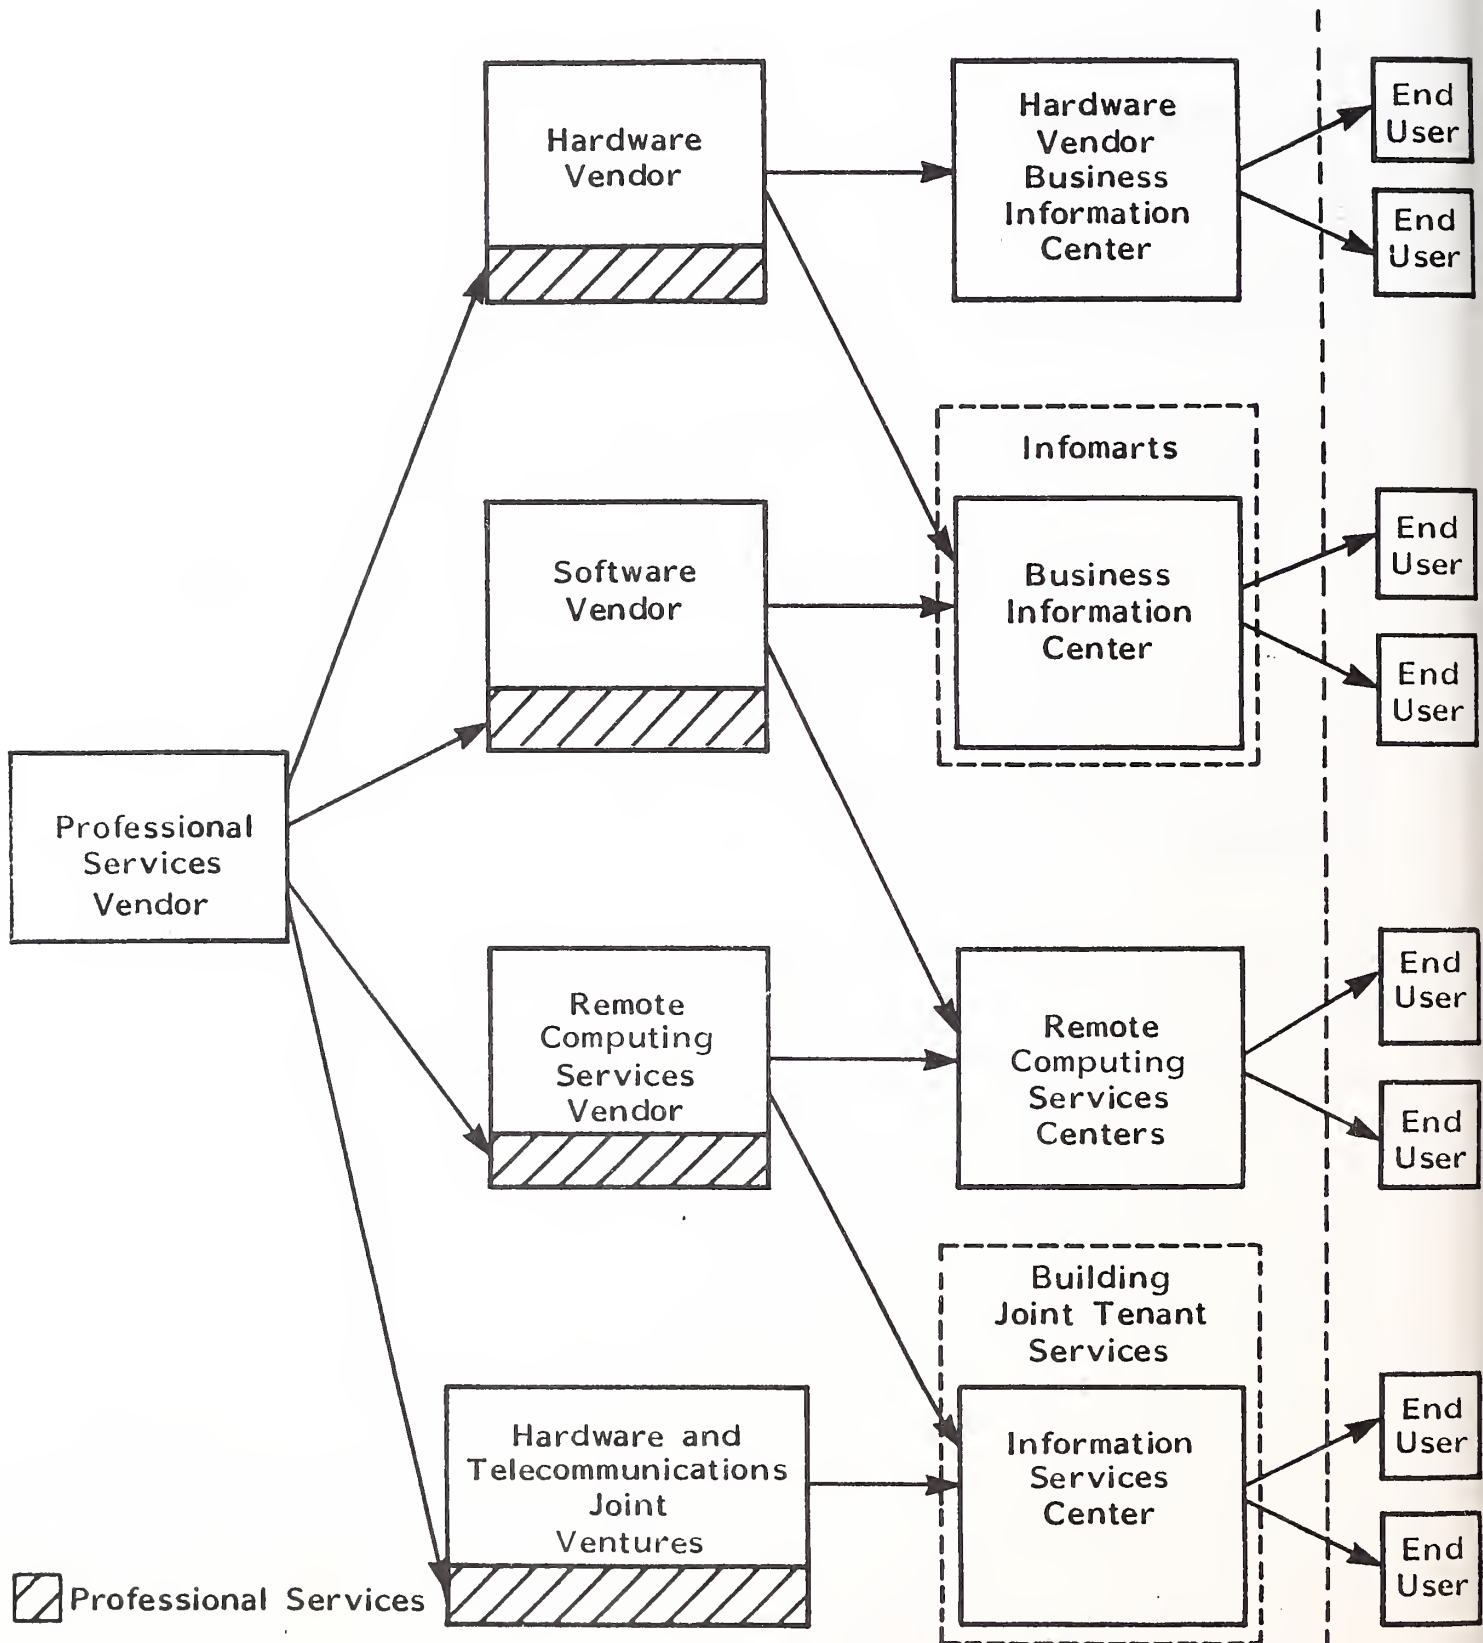 Hardware
Vendor
Hardware
Vendor
Business
Information
Center
End
User
End
User
Infomarts
Software
Vendor
Business
Information
Center
End
User
End
User
Professional
Services
Vendor
Remote
Computing
Services
Vendor
Remote
Computing
Services
Centers
End
User
End
User
Building
Joint Tenant
Services
Hardware and
Telecommunications
Joint
Ventures
Information
Services
Center
End
User
End
User
Professional Services